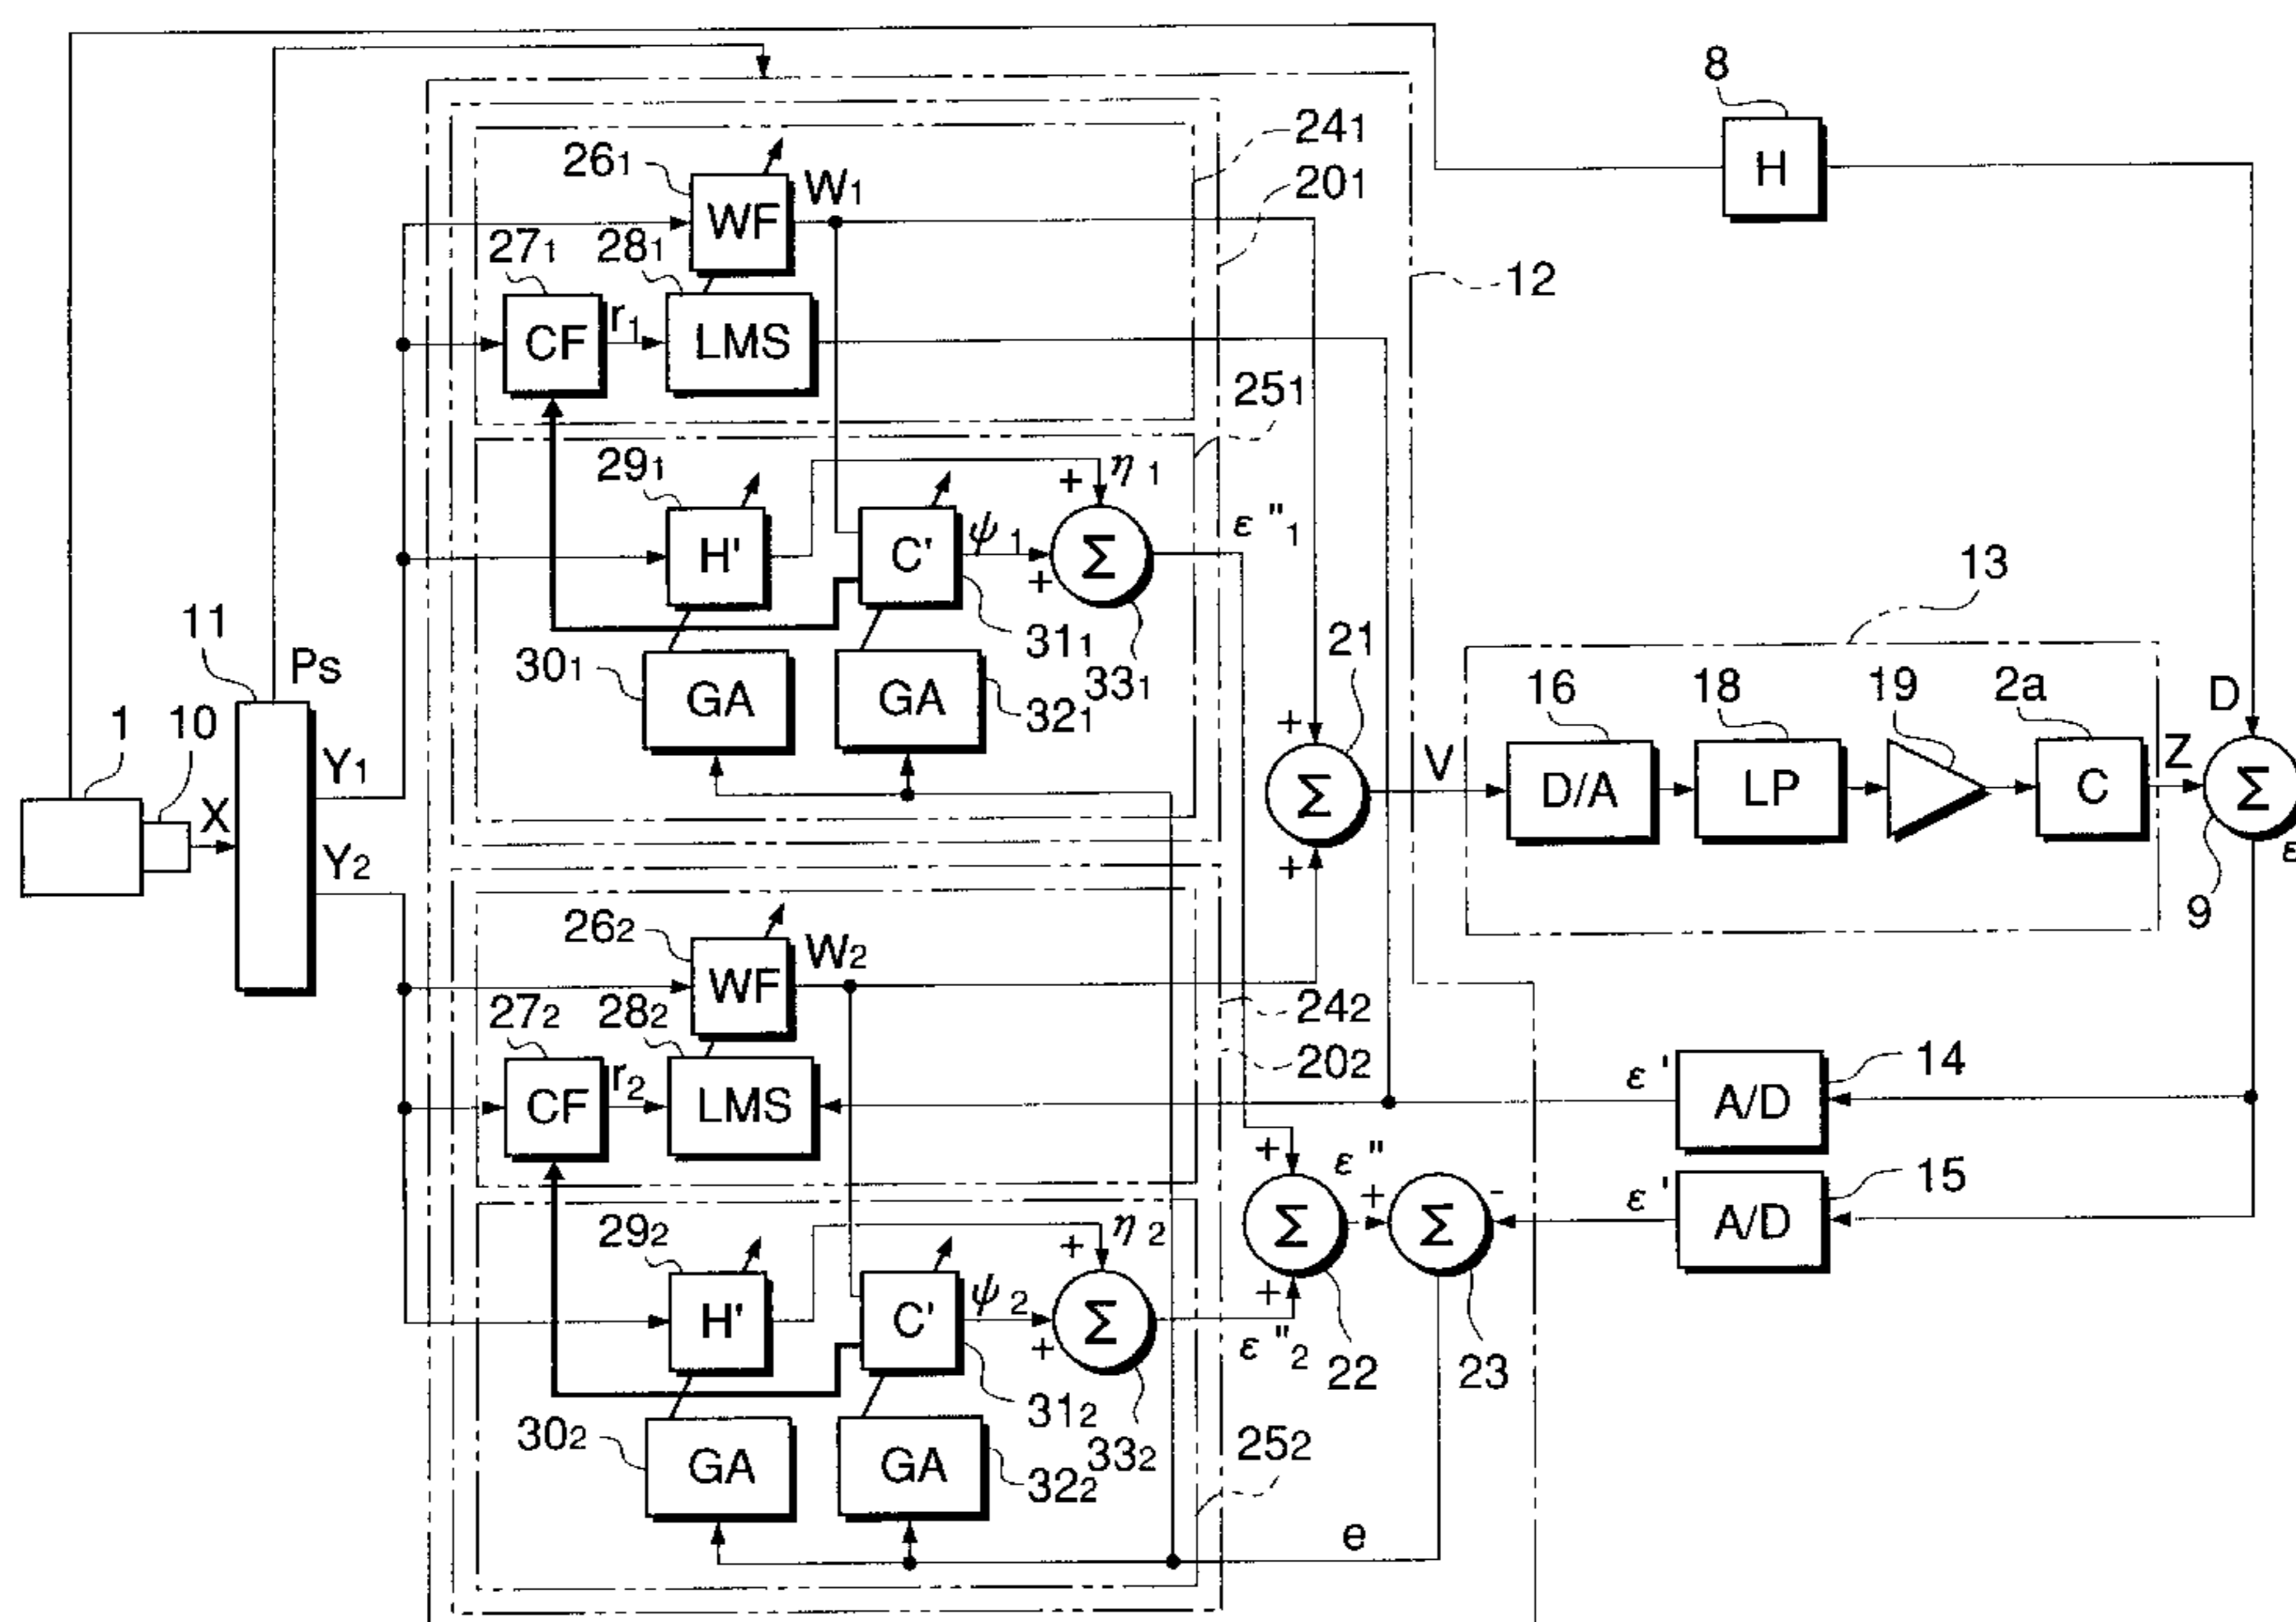 8
H
24₁
20₁
12
26₁
WF
W₁
27₁
28₁
CF
r₁
LMS
25₁
29₁
η₁
+
ε"₁
H'
C'
ψ₁
+
Σ
13
11
Ps
31₁
33₁
21
30₁
GA
GA
32₁
16
18
19
2a
D
1
10
X
Y₁
Y₂
+
Σ
+
V
D/A
LP
C
Z
Σ
ε
9
26₂
WF
W₂
27₂
28₂
24₂
20₂
CF
r₂
LMS
ε'
A/D
14
+
ε"
+
-
ε'
A/D
15
29₂
η₂
+
Σ
Σ
H'
C'
ψ₂
+
Σ
+
ε"₂
22
23
31₂
33₂
30₂
GA
GA
32₂
25₂
e